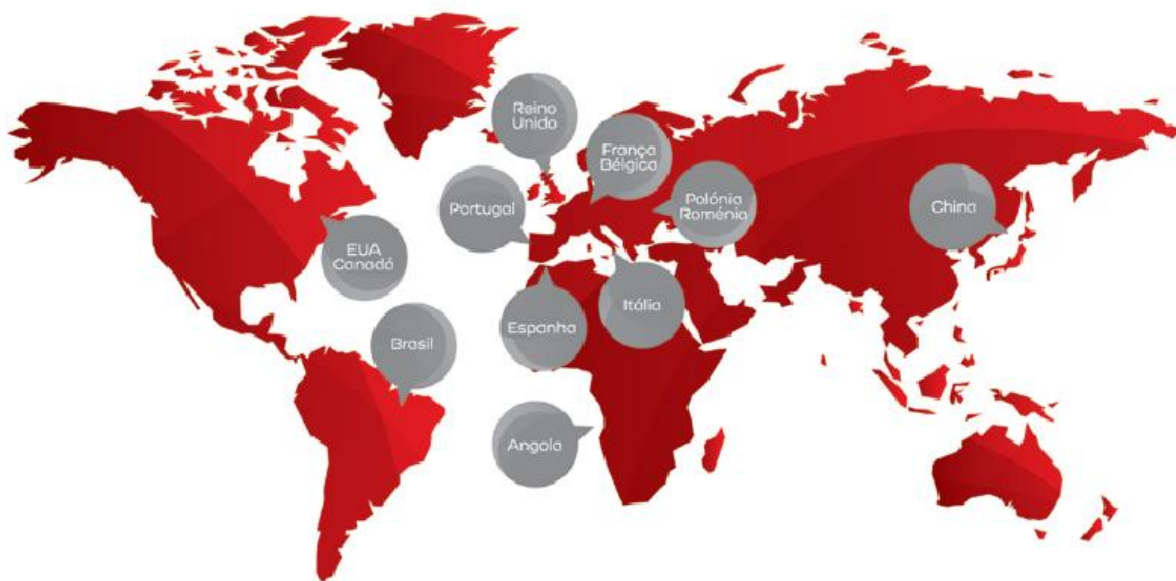 Reino
Unido
França
Bélgica
Portugal
Polónia
Roménia
China
EUA
Canadá
Espanha
Itália
Brasil
Angola